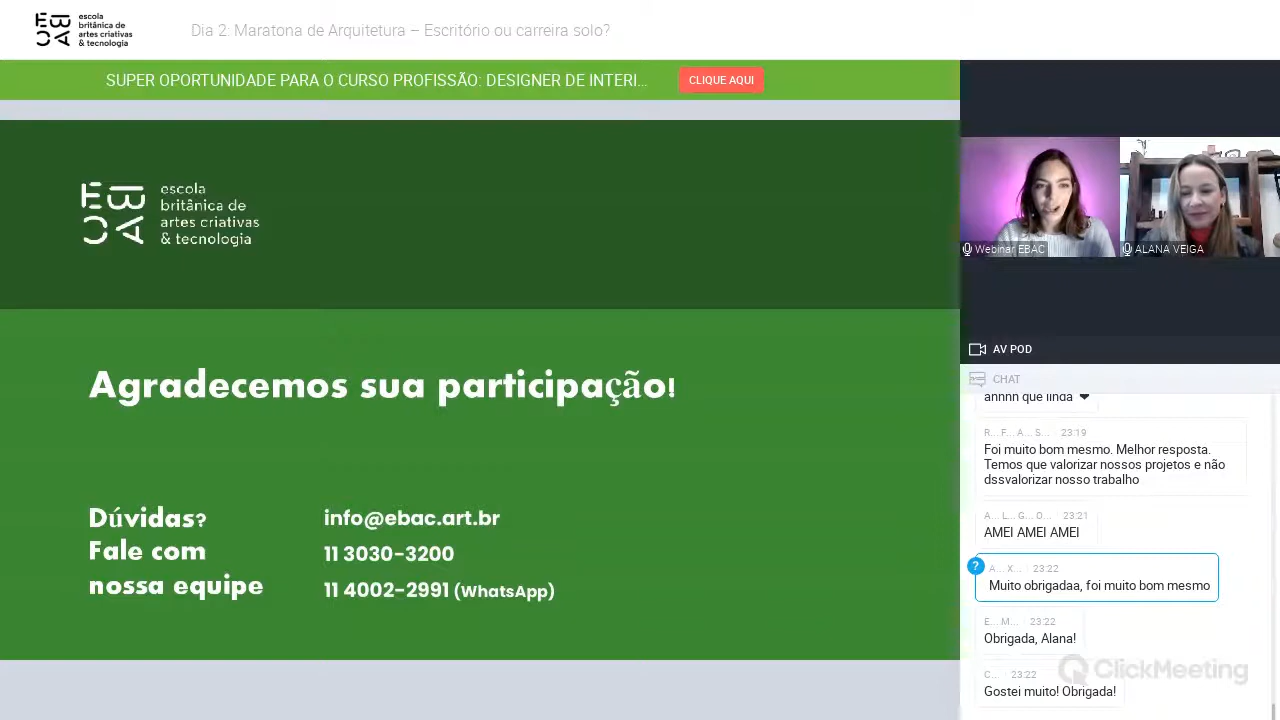 escola
britânica de
artes criativas
& tecnologia
Dia 2: Maratona de Arquitetura – Escritório ou carreira solo?
SUPER OPORTUNIDADE PARA O CURSO PROFISSÃO: DESIGNER DE INTERI...
CLIQUE AQUI
escola
britânica de
artes criativas
& tecnologia
Agradecemos sua participação!
Dúvidas?
Fale com
nossa equipe
info@ebac.art.br
11 3030-3200
11 4002-2991 (WhatsApp)
Webinar EBAC
ALANA VEIGA
AV POD
CHAT
ahhhh que linda ❤
R... F... A... S... 23:19
Foi muito bom mesmo. Melhor resposta.
Temos que valorizar nossos projetos e não
dssvalorizar nosso trabalho
A... L... G... O... 23:21
AMEI AMEI AMEI
?
A... X... 23:22
Muito obrigadaa, foi muito bom mesmo
E... M... 23:22
Obrigada, Alana!
ClickMeeting
C... 23:22
Gostei muito! Obrigada!